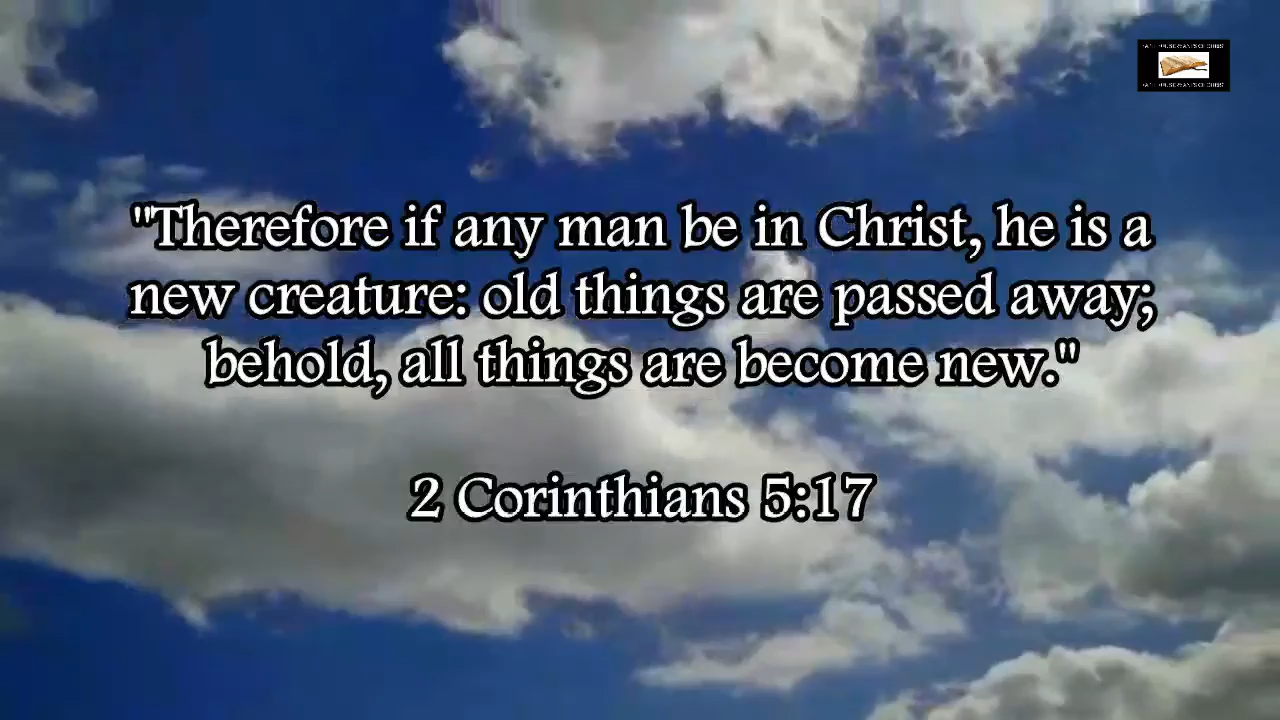 "Therefore if any man be in Christ, he is a
new creature: old things are passed away;
behold, all things are become new."
2 Corinthians 5:17